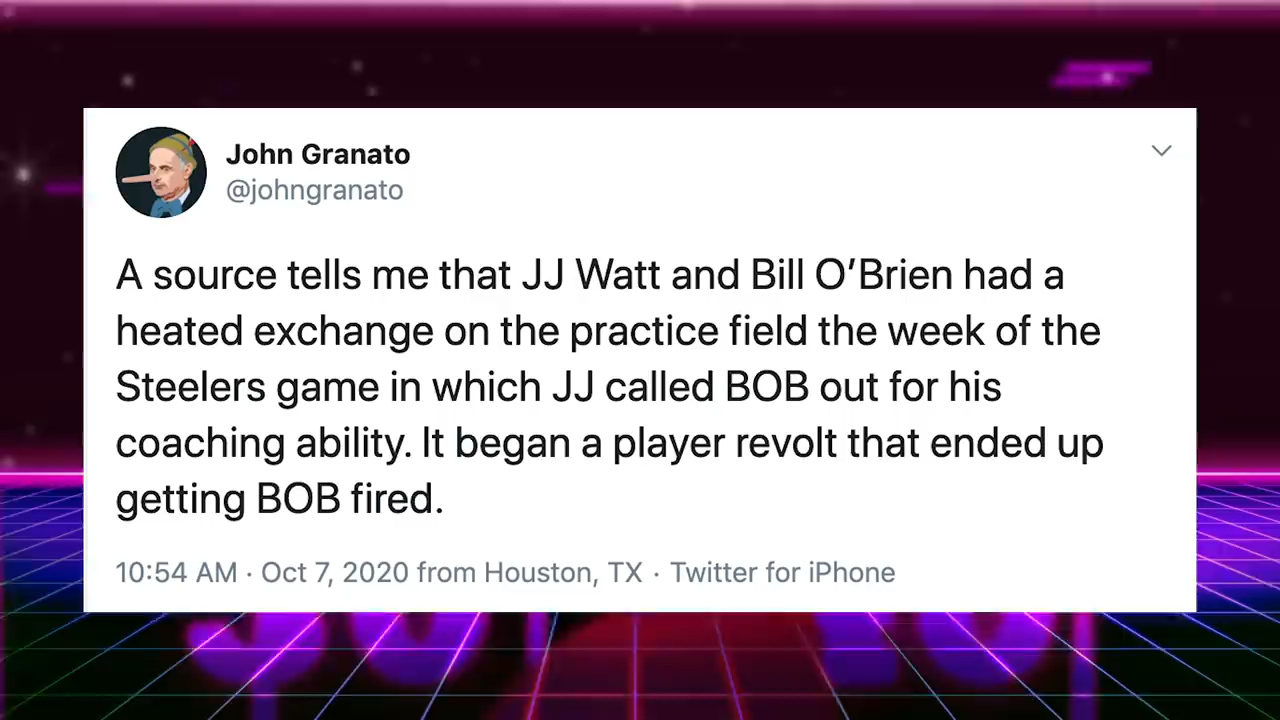 John Granato
@johngranato
A source tells me that JJ Watt and Bill O’Brien had a
heated exchange on the practice field the week of the
Steelers game in which JJ called BOB out for his
coaching ability. It began a player revolt that ended up
getting BOB fired.
10:54 AM · Oct 7, 2020 from Houston, TX · Twitter for iPhone